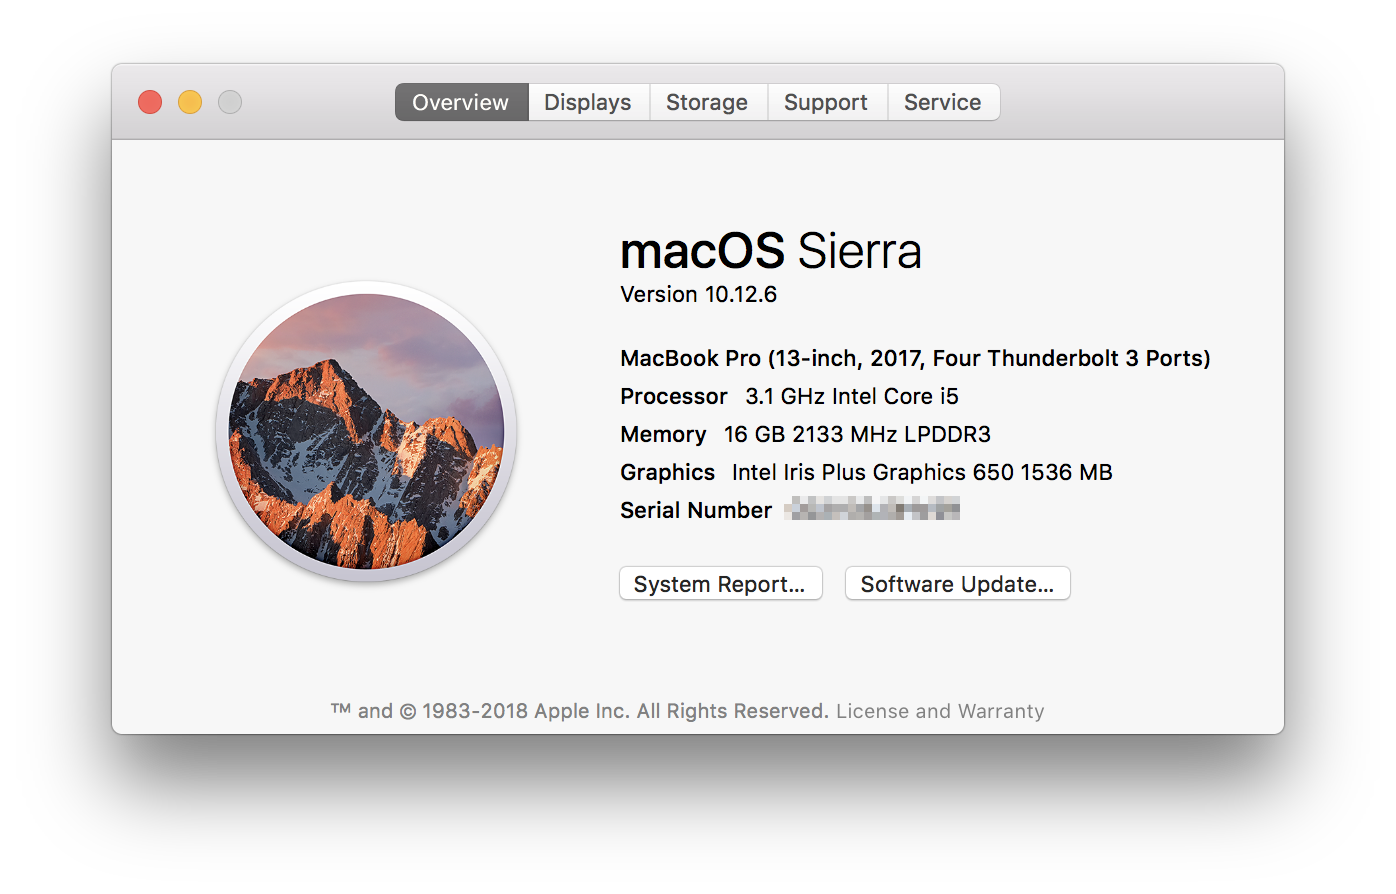 Overview Displays Storage Support Service
macOS Sierra
Version 10.12.6
MacBook Pro (13-inch, 2017, Four Thunderbolt 3 Ports)
Processor 3.1 GHz Intel Core i5
Memory 16 GB 2133 MHz LPDDR3
Graphics Intel Iris Plus Graphics 650 1536 MB
Serial Number
System Report... Software Update...
™ and © 1983-2018 Apple Inc. All Rights Reserved. License and Warranty